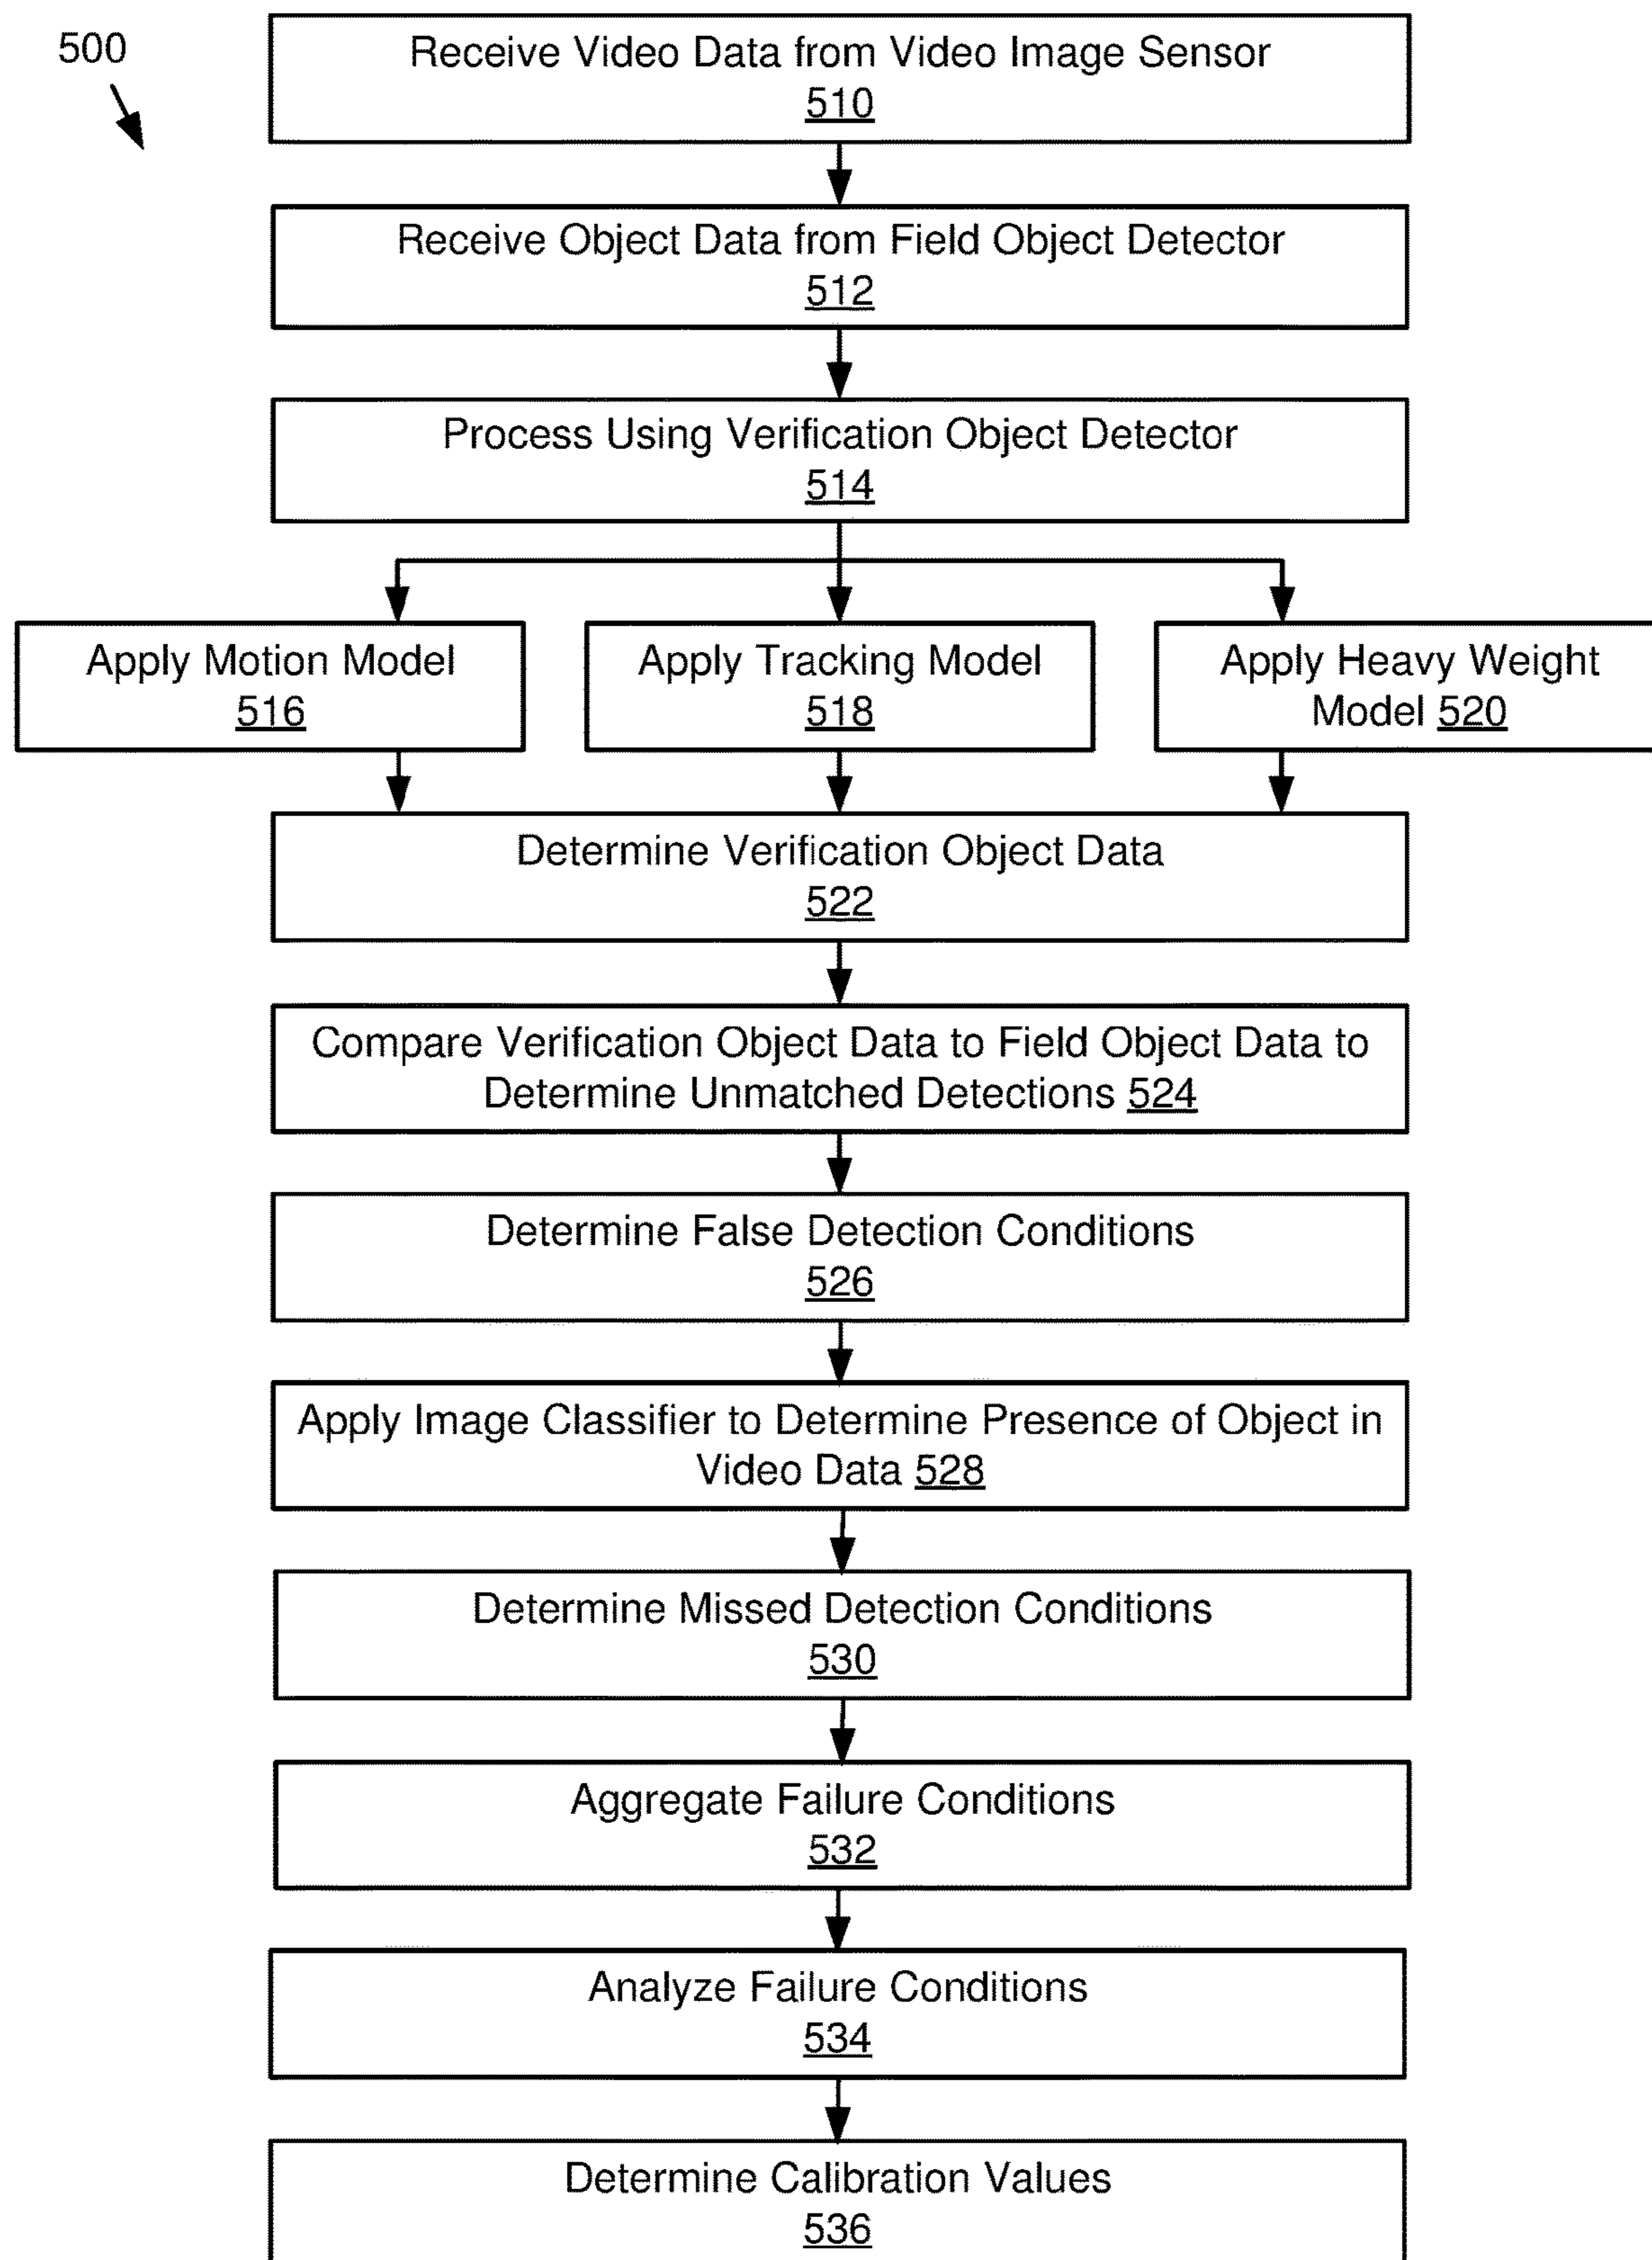 500
Receive Video Data from Video Image Sensor
510
Receive Object Data from Field Object Detector
512
Process Using Verification Object Detector
514
Apply Motion Model
516
Apply Tracking Model
518
Apply Heavy Weight
Model 520
Determine Verification Object Data
522
Compare Verification Object Data to Field Object Data to
Determine Unmatched Detections 524
Determine False Detection Conditions
526
Apply Image Classifier to Determine Presence of Object in
Video Data 528
Determine Missed Detection Conditions
530
Aggregate Failure Conditions
532
Analyze Failure Conditions
534
Determine Calibration Values
536